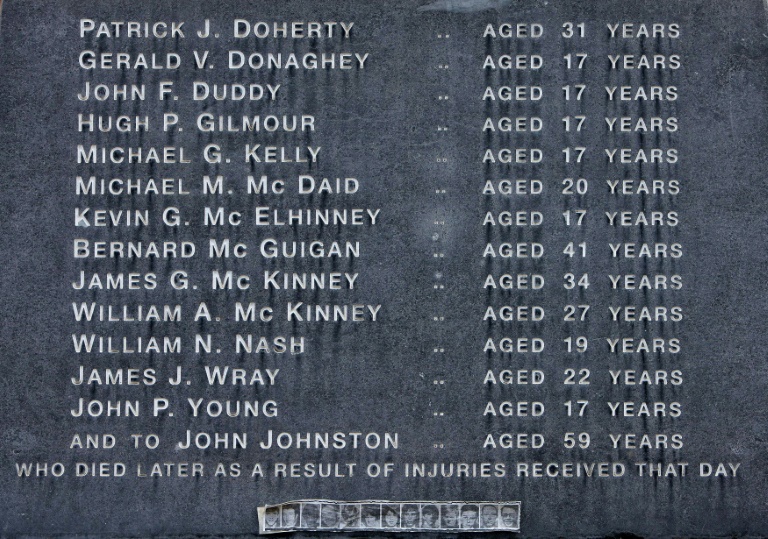 PATRICK J. DOHERTY .. AGED 31 YEARS
GERALD V. DONAGHEY .. AGED 17 YEARS
JOHN F. DUDDY .. AGED 17 YEARS
HUGH P. GILMOUR .. AGED 17 YEARS
MICHAEL G. KELLY .. AGED 17 YEARS
MICHAEL M. Mc DAID .. AGED 20 YEARS
KEVIN G. Mc ELHINNEY .. AGED 17 YEARS
BERNARD Mc GUIGAN .. AGED 41 YEARS
JAMES G. Mc KINNEY .. AGED 34 YEARS
WILLIAM A. Mc KINNEY .. AGED 27 YEARS
WILLIAM N. NASH .. AGED 19 YEARS
JAMES J. WRAY .. AGED 22 YEARS
JOHN P. YOUNG .. AGED 17 YEARS
AND TO JOHN JOHNSTON .. AGED 59 YEARS
WHO DIED LATER AS A RESULT OF INJURIES RECEIVED THAT DAY